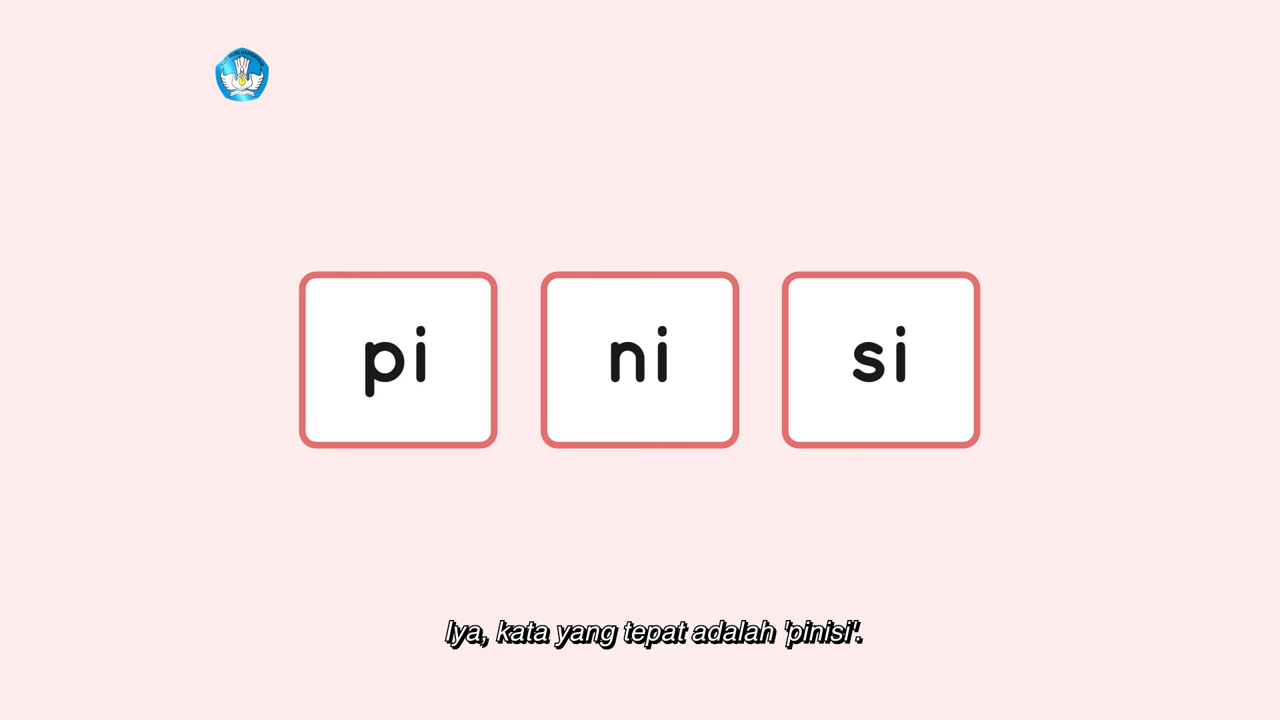 pi ni si
Iya, kata yang tepat adalah 'pinisi'.